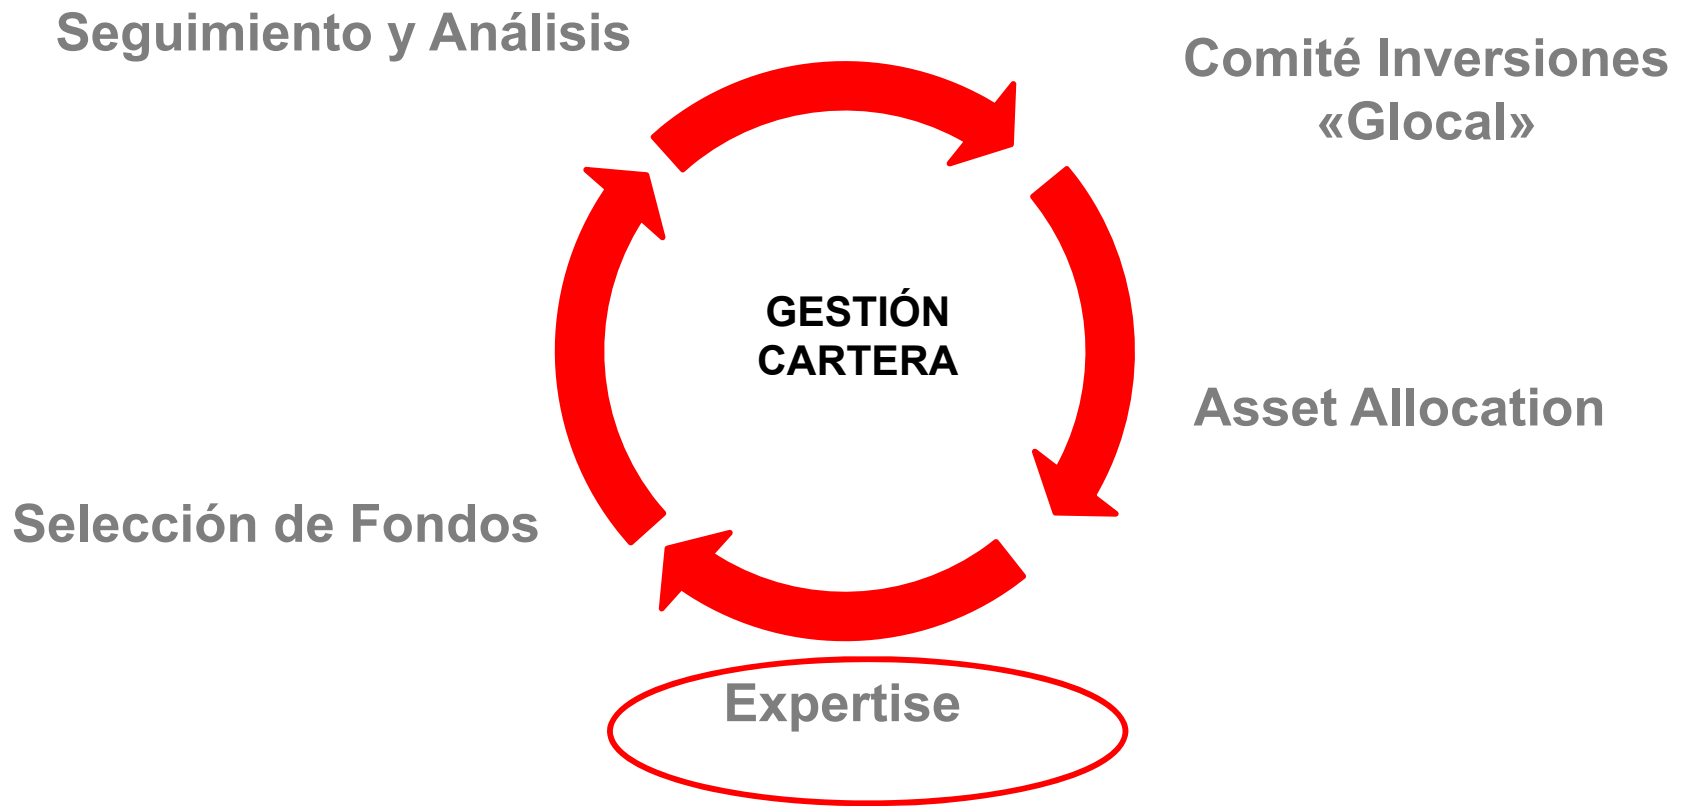 Seguimiento y Análisis
Comité Inversiones
«Glocal»
GESTIÓN
CARTERA
Asset Allocation
Selección de Fondos
Expertise